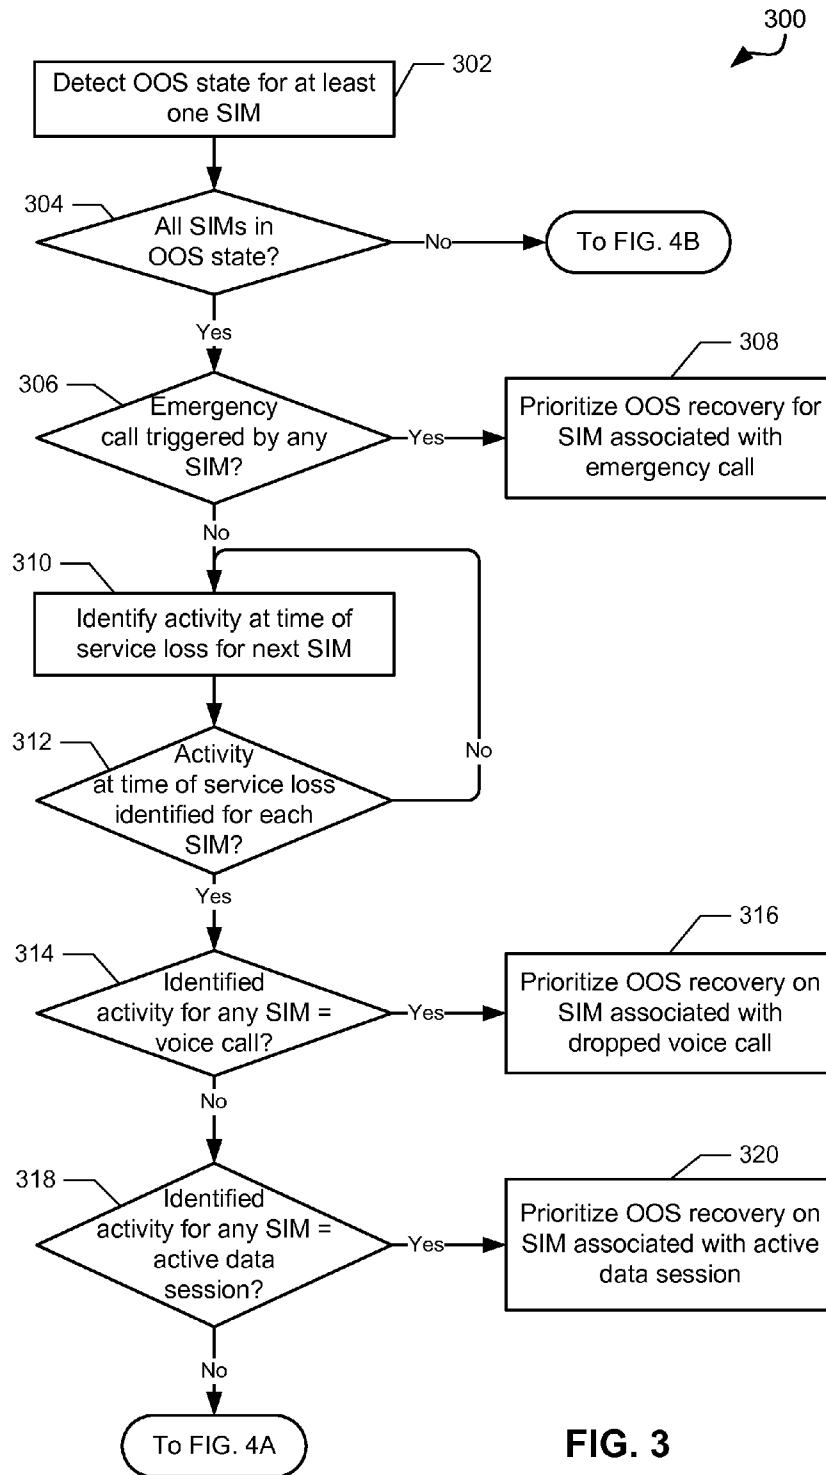 300
Detect OOS state for at least
one SIM
302
304
All SIMs in
OOS state?
No
To FIG. 4B
Yes
306
Emergency
call triggered by any
SIM?
Yes
308
Prioritize OOS recovery for
SIM associated with
emergency call
No
310
Identify activity at time of
service loss for next SIM
312
Activity
at time of service loss
identified for each
SIM?
No
Yes
314
Identified
activity for any SIM =
voice call?
Yes
316
Prioritize OOS recovery on
SIM associated with
dropped voice call
No
318
Identified
activity for any SIM =
active data
session?
Yes
320
Prioritize OOS recovery on
SIM associated with active
data session
No
To FIG. 4A
FIG. 3